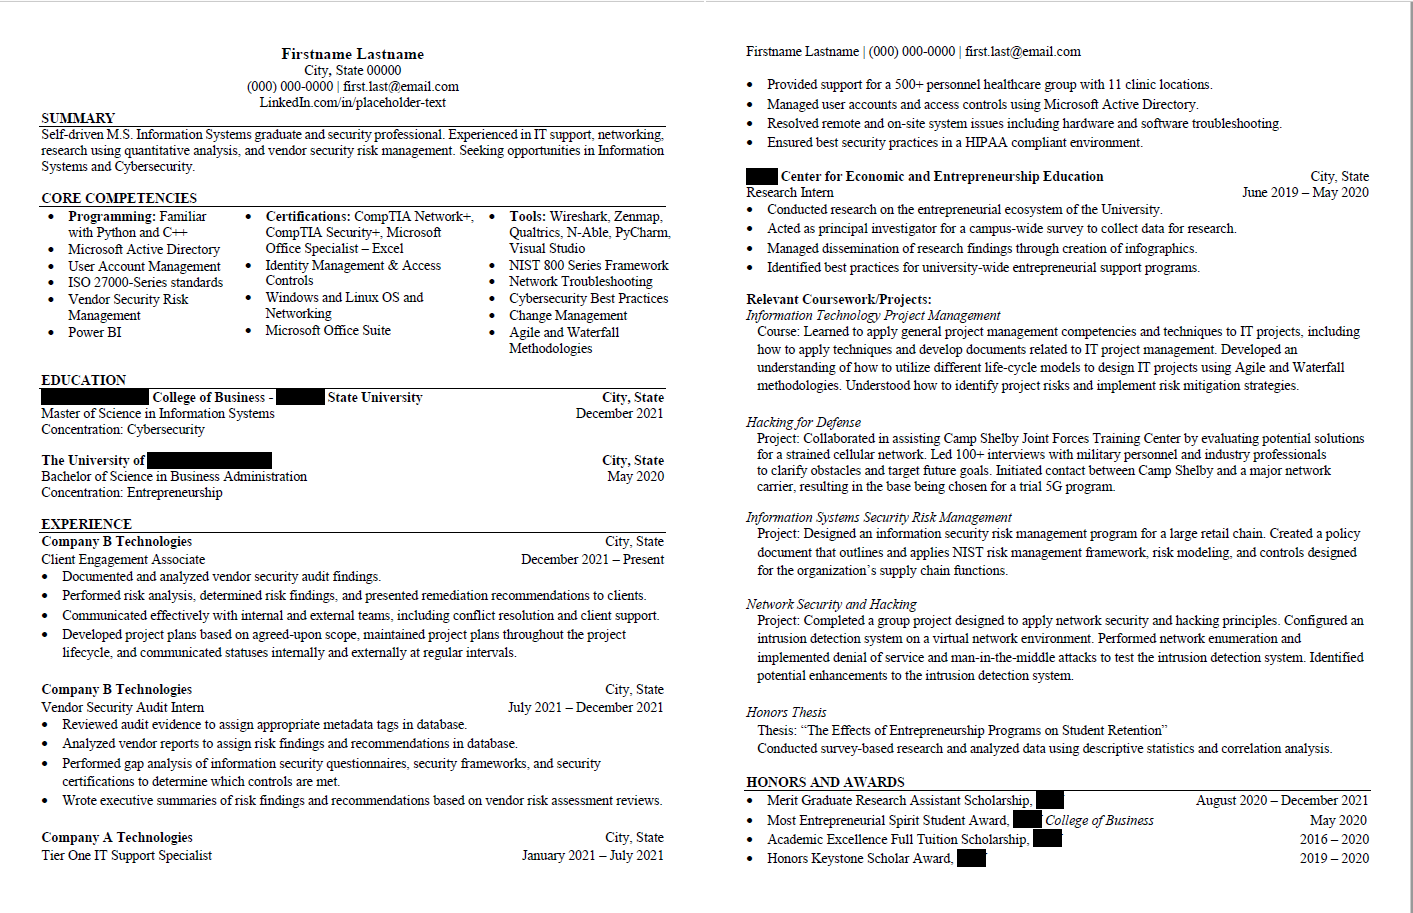 Firstname Lastname
City, State 00000
(000) 000-0000 | first.last@email.com
LinkedIn.com/in/placeholder-text
SUMMARY
Self-driven M.S. Information Systems graduate and security professional. Experienced in IT support, networking,
research using quantitative analysis, and vendor security risk management. Seeking opportunities in Information
Systems and Cybersecurity.
CORE COMPETENCIES
• Programming: Familiar
with Python and C++
• Microsoft Active Directory
• User Account Management
• ISO 27000-Series standards
• Vendor Security Risk
Management
• Power BI
• Certifications: CompTIA Network+,
CompTIA Security+, Microsoft
Office Specialist – Excel
• Identity Management & Access
Controls
• Windows and Linux OS and
Networking
• Microsoft Office Suite
• Tools: Wireshark, Zenmap,
Qualtrics, N-Able, PyCharm,
Visual Studio
• NIST 800 Series Framework
• Network Troubleshooting
• Cybersecurity Best Practices
• Change Management
• Agile and Waterfall
Methodologies
EDUCATION
College of Business - State University City, State
Master of Science in Information Systems December 2021
Concentration: Cybersecurity
The University of City, State
Bachelor of Science in Business Administration May 2020
Concentration: Entrepreneurship
EXPERIENCE
Company B Technologies City, State
Client Engagement Associate December 2021 – Present
• Documented and analyzed vendor security audit findings.
• Performed risk analysis, determined risk findings, and presented remediation recommendations to clients.
• Communicated effectively with internal and external teams, including conflict resolution and client support.
• Developed project plans based on agreed-upon scope, maintained project plans throughout the project
lifecycle, and communicated statuses internally and externally at regular intervals.
Company B Technologies City, State
Vendor Security Audit Intern July 2021 – December 2021
• Reviewed audit evidence to assign appropriate metadata tags in database.
• Analyzed vendor reports to assign risk findings and recommendations in database.
• Performed gap analysis of information security questionnaires, security frameworks, and security
certifications to determine which controls are met.
• Wrote executive summaries of risk findings and recommendations based on vendor risk assessment reviews.
Company A Technologies City, State
Tier One IT Support Specialist January 2021 – July 2021
Firstname Lastname | (000) 000-0000 | first.last@email.com
• Provided support for a 500+ personnel healthcare group with 11 clinic locations.
• Managed user accounts and access controls using Microsoft Active Directory.
• Resolved remote and on-site system issues including hardware and software troubleshooting.
• Ensured best security practices in a HIPAA compliant environment.
Center for Economic and Entrepreneurship Education City, State
Research Intern June 2019 – May 2020
• Conducted research on the entrepreneurial ecosystem of the University.
• Acted as principal investigator for a campus-wide survey to collect data for research.
• Managed dissemination of research findings through creation of infographics.
• Identified best practices for university-wide entrepreneurial support programs.
Relevant Coursework/Projects:
Information Technology Project Management
Course: Learned to apply general project management competencies and techniques to IT projects, including
how to apply techniques and develop documents related to IT project management. Developed an
understanding of how to utilize different life-cycle models to design IT projects using Agile and Waterfall
methodologies. Understood how to identify project risks and implement risk mitigation strategies.
Hacking for Defense
Project: Collaborated in assisting Camp Shelby Joint Forces Training Center by evaluating potential solutions
for a strained cellular network. Led 100+ interviews with military personnel and industry professionals
to clarify obstacles and target future goals. Initiated contact between Camp Shelby and a major network
carrier, resulting in the base being chosen for a trial 5G program.
Information Systems Security Risk Management
Project: Designed an information security risk management program for a large retail chain. Created a policy
document that outlines and applies NIST risk management framework, risk modeling, and controls designed
for the organization’s supply chain functions.
Network Security and Hacking
Project: Completed a group project designed to apply network security and hacking principles. Configured an
intrusion detection system on a virtual network environment. Performed network enumeration and
implemented denial of service and man-in-the-middle attacks to test the intrusion detection system. Identified
potential enhancements to the intrusion detection system.
Honors Thesis
Thesis: “The Effects of Entrepreneurship Programs on Student Retention”
Conducted survey-based research and analyzed data using descriptive statistics and correlation analysis.
HONORS AND AWARDS
• Merit Graduate Research Assistant Scholarship, August 2020 – December 2021
• Most Entrepreneurial Spirit Student Award, College of Business May 2020
• Academic Excellence Full Tuition Scholarship, 2016 – 2020
• Honors Keystone Scholar Award, 2019 – 2020